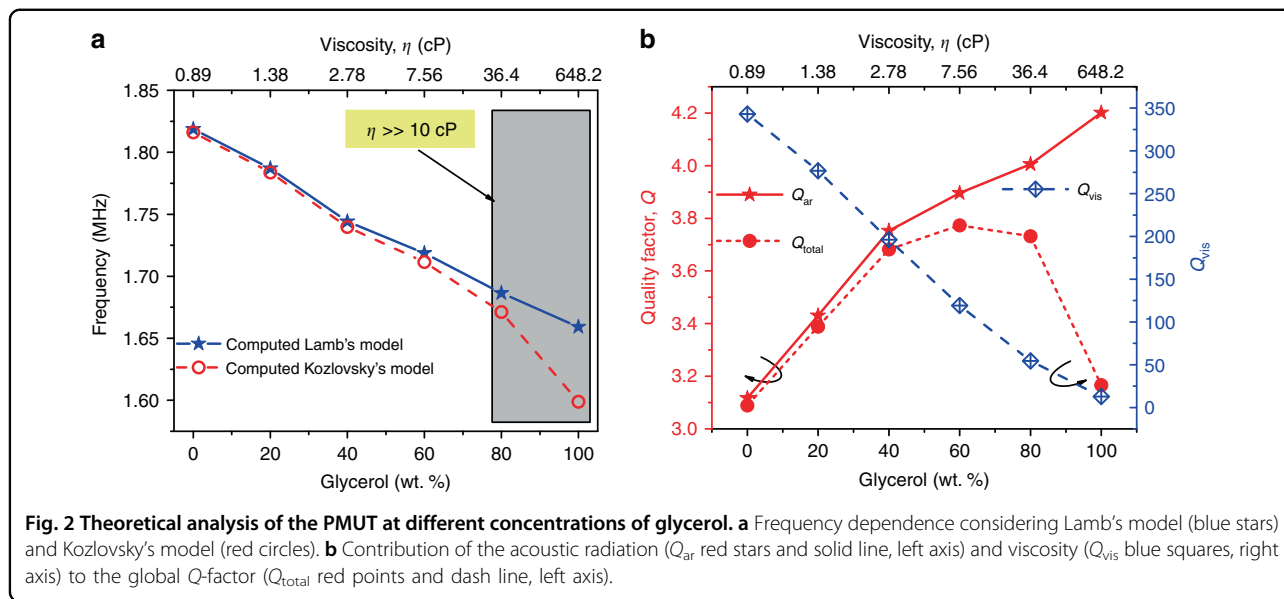 a
Viscosity, η (cP)
0.89 1.38 2.78 7.56 36.4 648.2
1.85
1.80
1.75
1.70
1.65
1.60
Frequency (MHz)
η >> 10 cP
Computed Lamb's model
Computed Kozlovsky's model
0 20 40 60 80 100
Glycerol (wt. %)
b
Viscosity, η (cP)
0.89 1.38 2.78 7.56 36.4 648.2
4.2
4.0
3.8
3.6
3.4
3.2
3.0
Quality factor, Q
Qar
Qtotal
Qvis
350
300
250
200
150
100
50
0
Qvis
0 20 40 60 80 100
Glycerol (wt. %)
Fig. 2 Theoretical analysis of the PMUT at different concentrations of glycerol. a Frequency dependence considering Lamb's model (blue stars)
and Kozlovsky's model (red circles). b Contribution of the acoustic radiation (Qar red stars and solid line, left axis) and viscosity (Qvis blue squares, right
axis) to the global Q-factor (Qtotal red points and dash line, left axis).